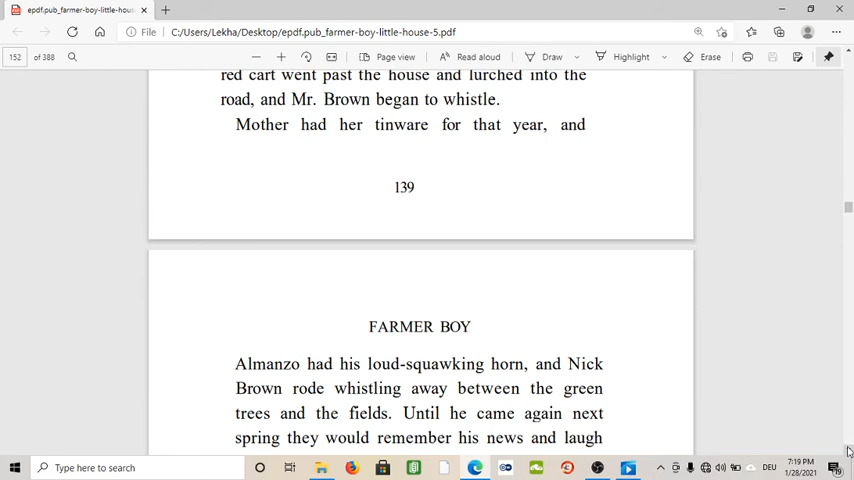 epdf.pub_farmer-boy-little-hous
File
C:/Users/Lekha/Desktop/epdf.pub_farmer-boy-little-house-5.pdf
152 of 388
Page view
Read aloud
Draw
Highlight
Erase
red cart went past the house and lurched into the
road, and Mr. Brown began to whistle.
Mother had her tinware for that year, and
139
FARMER BOY
Almanzo had his loud-squawking horn, and Nick
Brown rode whistling away between the green
trees and the fields. Until he came again next
spring they would remember his news and laugh
Type here to search
DEU
7:19 PM
1/28/2021
19